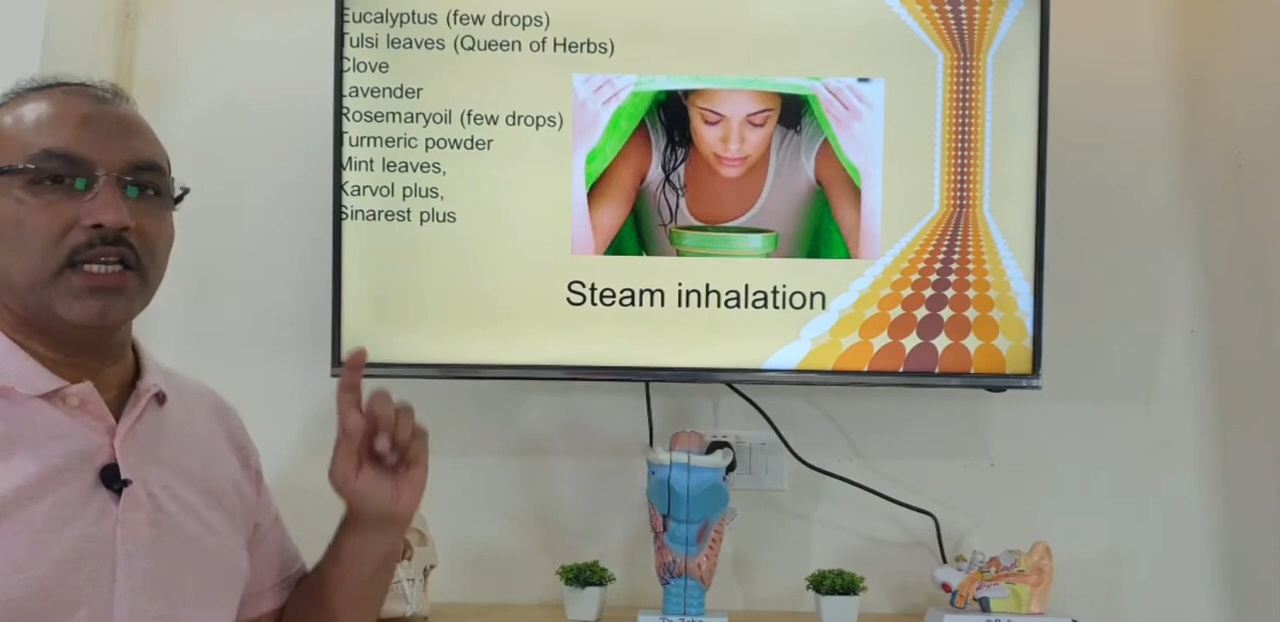 Eucalyptus (few drops)
Tulsi leaves (Queen of Herbs)
Clove
Lavender
Rosemaryoil (few drops)
Turmeric powder
Mint leaves,
Karvol plus,
Sinarest plus
Steam inhalation